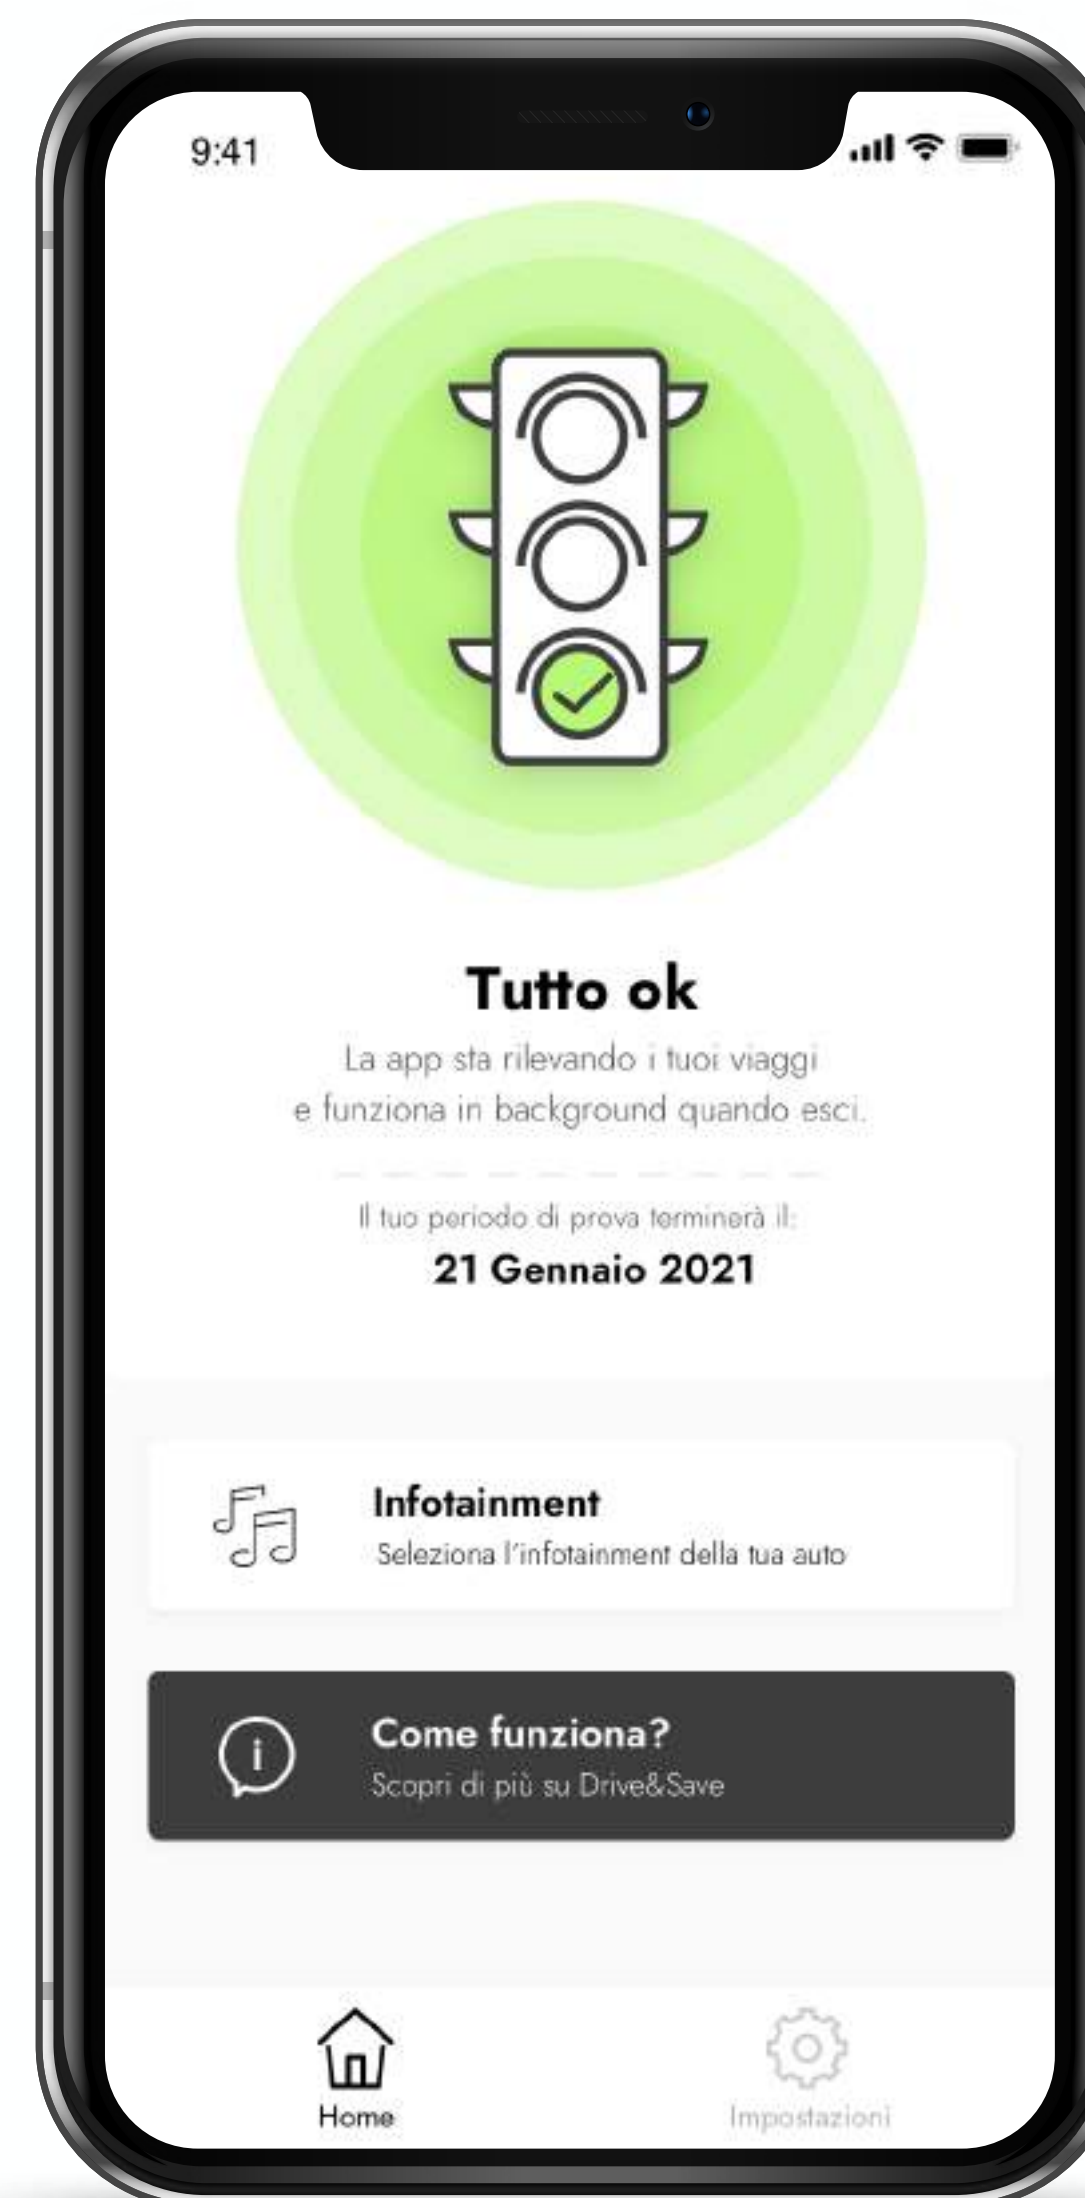 9:41
Tutto ok
La app sta rilevando i tuoi viaggi
e funziona in background quando esci.
Il tuo periodo di prova terminerà il:
21 Gennaio 2021
Infotainment
Seleziona l'infotainment della tua auto
i
Come funziona?
Scopri di più su Drive&Save
Home
Impostazioni